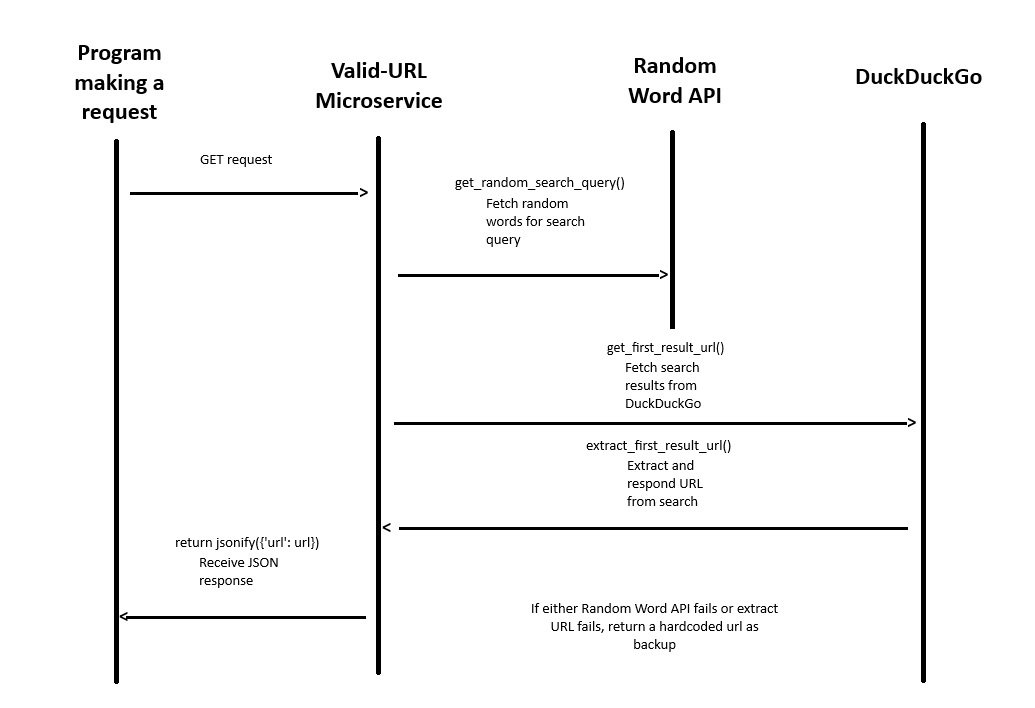 Program
making a
request
Valid-URL
Microservice
Random
Word API
DuckDuckGo
GET request
get_random_search_query()
Fetch random
words for search
query
get_first_result_url()
Fetch search
results from
DuckDuckGo
extract_first_result_url()
Extract and
respond URL
from search
return jsonify({'url': url})
Receive JSON
response
If either Random Word API fails or extract
URL fails, return a hardcoded url as
backup